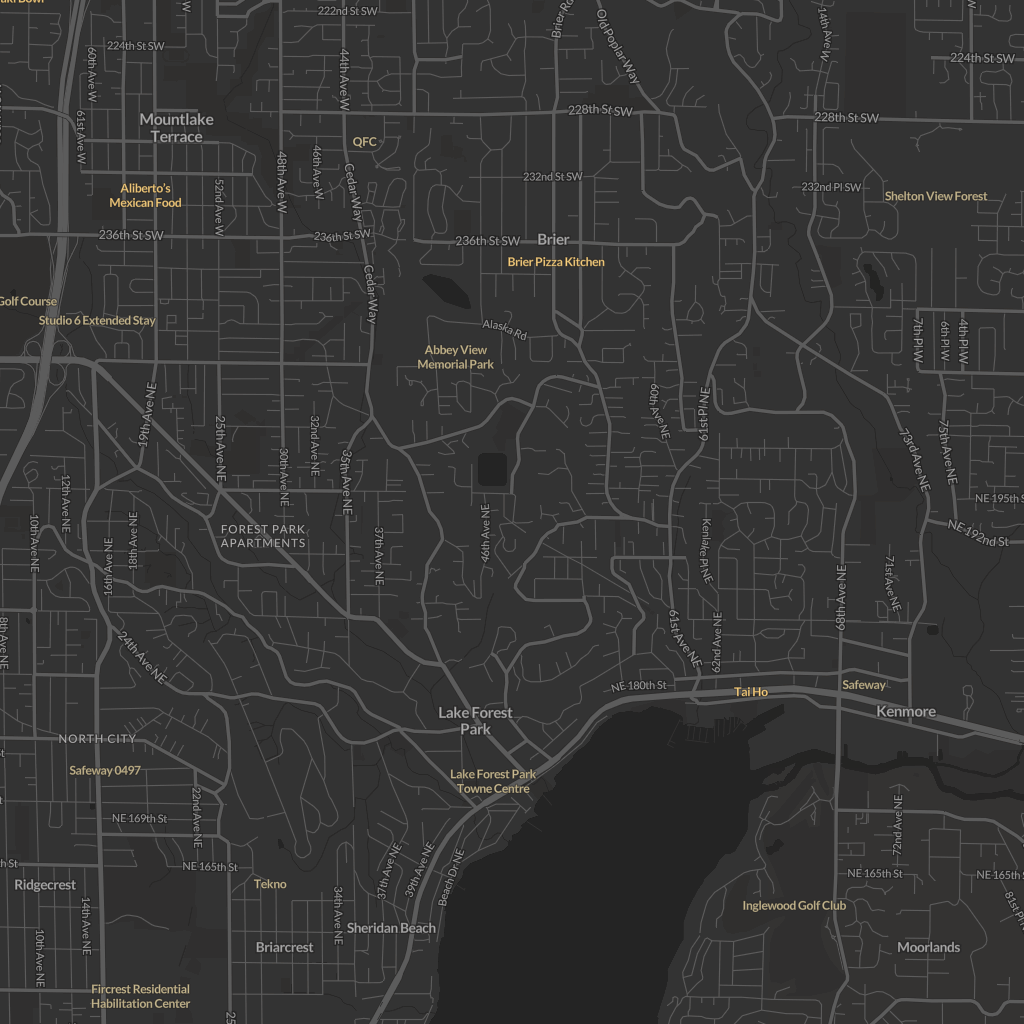 222nd St SW
224th St SW
60th Ave W
44th Ave W
Brier Rd
Old Poplar Way
14th Ave W
224th St SW
61st Ave W
Mountlake
Terrace
QFC
228th St SW
228th St SW
48th Ave W
46th Ave W
Cedar Way
232nd St SW
232nd Pl SW
Aliberto's
Mexican Food
52nd Ave W
Shelton View Forest
236th St SW
236th St SW
236th St SW
Brier
Brier Pizza Kitchen
Cedar Way
Golf Course
Studio 6 Extended Stay
Alaska Rd
7th Pl W
6th Pl W
4th Pl W
Abbey View
Memorial Park
19th Ave NE
25th Ave NE
32nd Ave NE
30th Ave NE
35th Ave NE
60th Ave NE
61st Pl NE
73rd Ave NE
75th Ave NE
12th Ave NE
10th Ave NE
NE 195th S
NE 192nd St
FOREST PARK
APARTMENTS
16th Ave NE
18th Ave NE
37th Ave NE
46th Ave NE
Kenlake Pl NE
71st Ave NE
68th Ave NE
8th Ave NE
24th Ave NE
61st Ave NE
62nd Ave NE
NE 180th St
Tai Ho
Safeway
Kenmore
Lake Forest
Park
NORTH CITY
Safeway 0497
Lake Forest Park
Towne Centre
22nd Ave NE
NE 169th St
72nd Ave NE
NE 165th St
NE 165th St
NE 165th S
Ridgecrest
Tekno
37th Ave NE
39th Ave NE
Beach Dr NE
81st Pl N
Inglewood Golf Club
14th Ave NE
10th Ave NE
34th Ave NE
Sheridan Beach
Briarcrest
Moorlands
Fircrest Residential
Habilitation Center
25